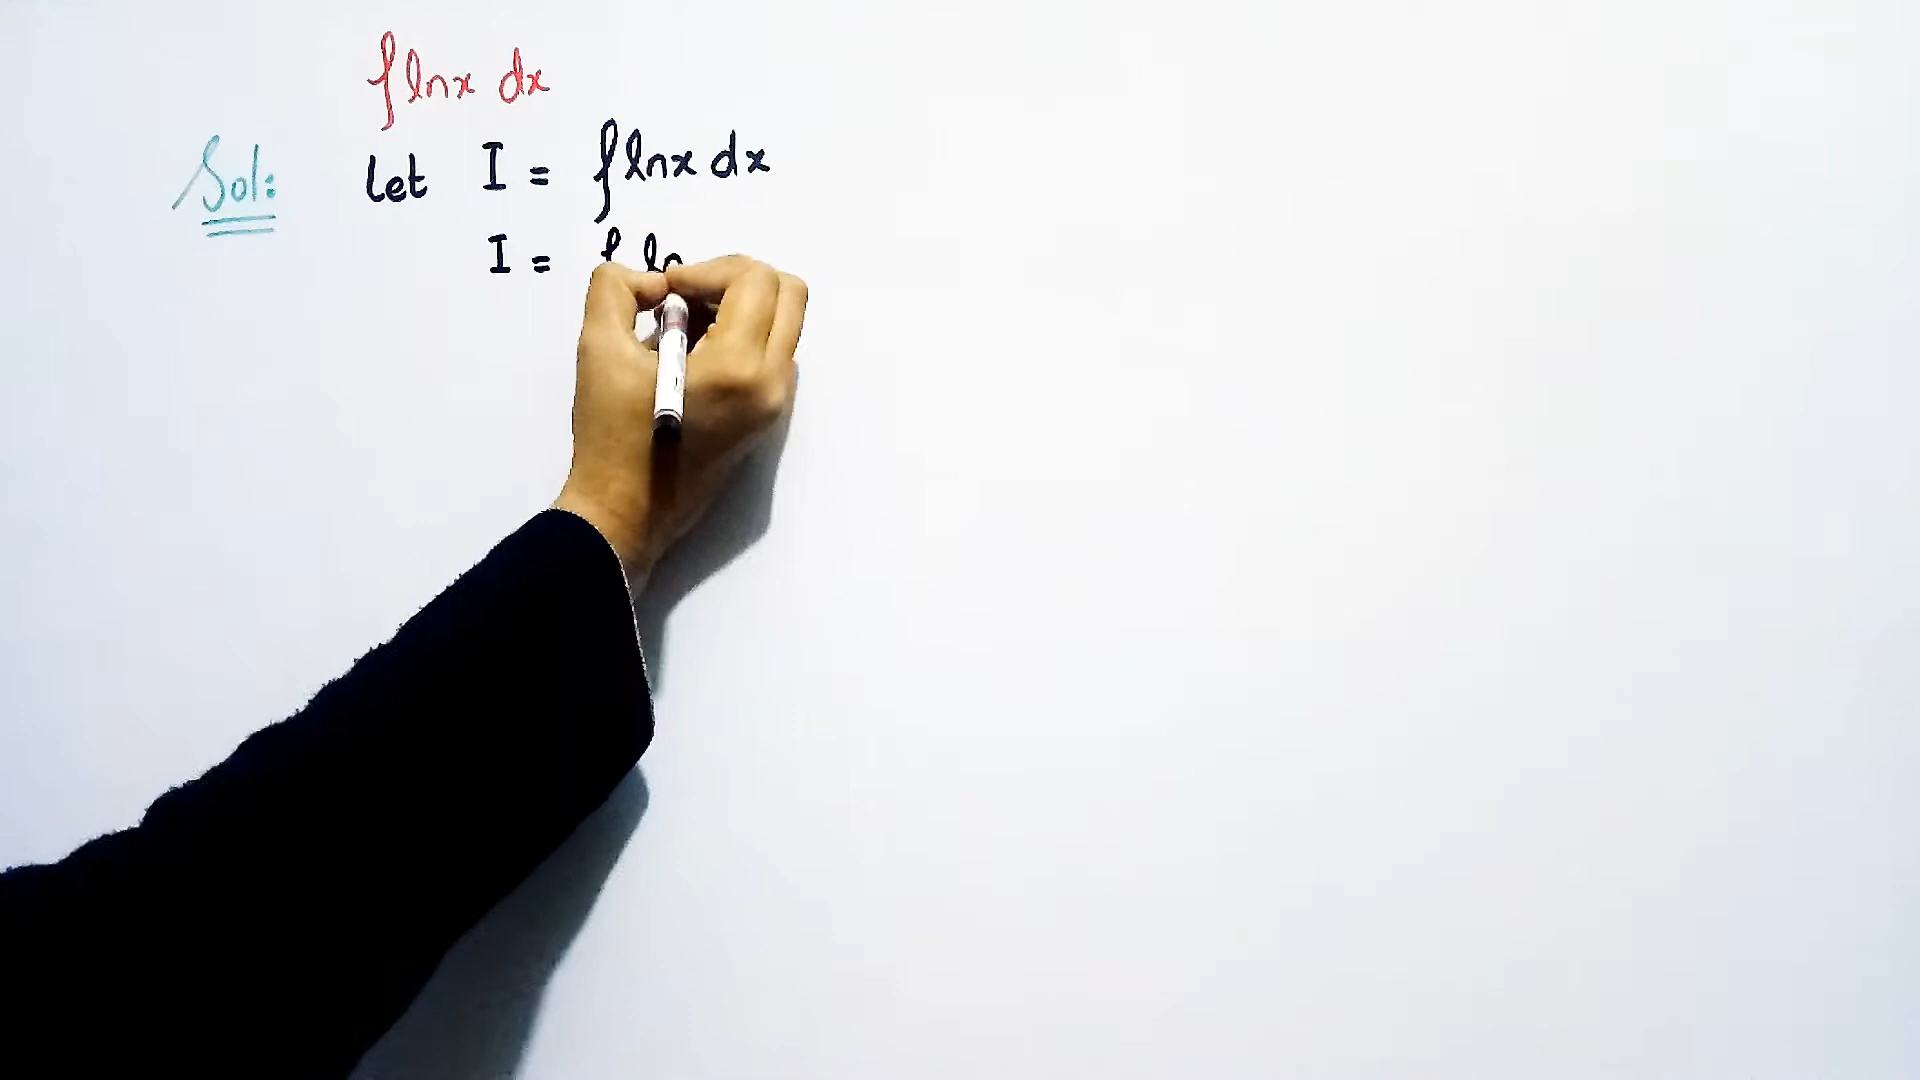 ∫ lnx dx
Sol: Let I = ∫ lnx dx
I = ∫ ln